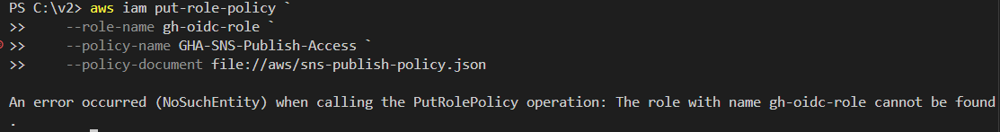 PS C:\v2> aws iam put-role-policy `
>>     --role-name gh-oidc-role `
>>     --policy-name GHA-SNS-Publish-Access `
>>     --policy-document file://aws/sns-publish-policy.json
An error occurred (NoSuchEntity) when calling the PutRolePolicy operation: The role with name gh-oidc-role cannot be found
.